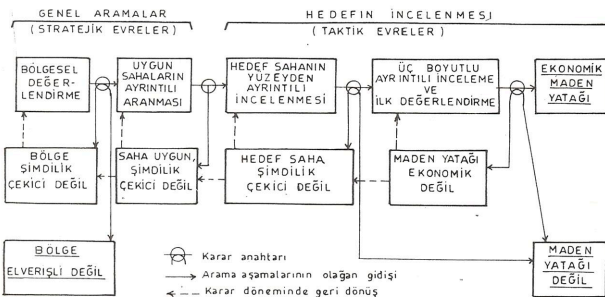 GENEL ARAMALAR
(STRATEJİK EVRELER)
HEDEFİN İNCELENMESİ
(TAKTİK EVRELER)
BÖLGESEL
DEĞER-
LENDİRME
UYGUN
SAHALARIN
AYRINTILI
ARANMASI
HEDEF SAHANIN
YÜZEYDEN
AYRINTILI
İNCELENMESİ
ÜÇ BOYUTLU
AYRINTILI İNCELEME
VE
İLK DEĞERLENDİRME
EKONOMİK
MADEN
YATAĞI
BÖLGE
ŞİMDİLİK
ÇEKİCİ DEĞİL
SAHA UYGUN,
ŞİMDİLİK
ÇEKİCİ DEĞİL
HEDEF SAHA
ŞİMDİLİK
ÇEKİCİ DEĞİL
MADEN YATAĞI
EKONOMİK
DEĞİL
BÖLGE
ELVERİŞLİ DEĞİL
MADEN
YATAĞI
DEĞİL
Karar anahtarı
Arama aşamalarının olağan gidişi
Karar döneminde geri dönüş